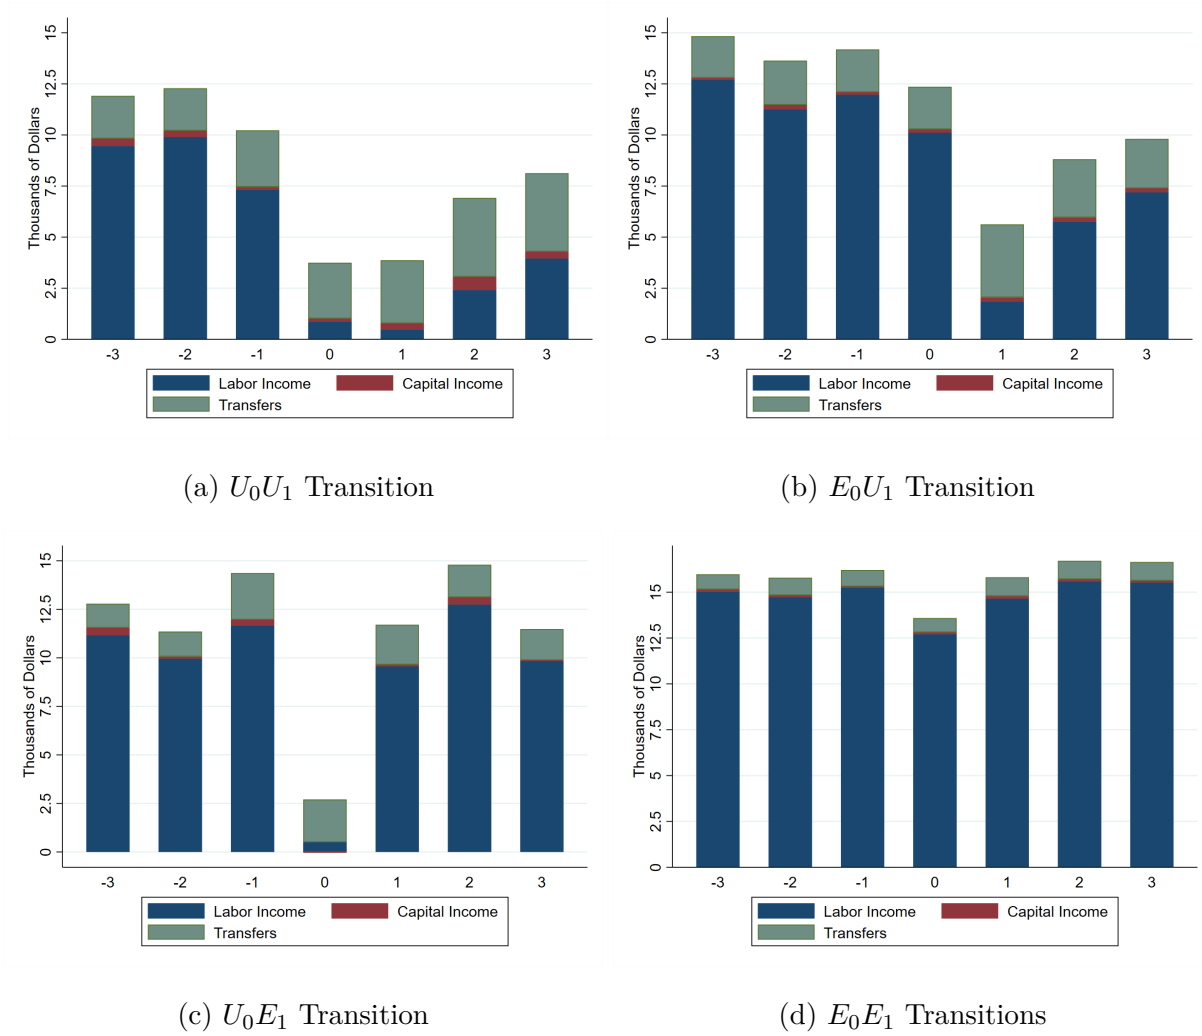 15
12.5
10
7.5
5
2.5
0
Thousands of Dollars
-3 -2 -1 0 1 2 3
Labor Income Capital Income
Transfers
(a) U₀U₁ Transition
15
12.5
10
7.5
5
2.5
0
Thousands of Dollars
-3 -2 -1 0 1 2 3
Labor Income Capital Income
Transfers
(b) E₀U₁ Transition
15
12.5
10
7.5
5
2.5
0
Thousands of Dollars
-3 -2 -1 0 1 2 3
Labor Income Capital Income
Transfers
(c) U₀E₁ Transition
15
12.5
10
7.5
5
2.5
0
Thousands of Dollars
-3 -2 -1 0 1 2 3
Labor Income Capital Income
Transfers
(d) E₀E₁ Transitions